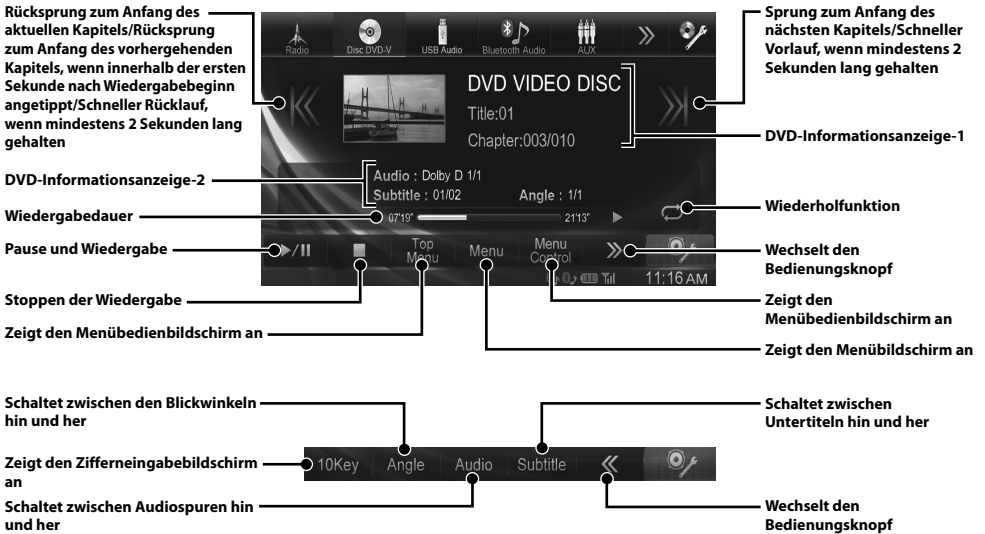 Rücksprung zum Anfang des
aktuellen Kapitels/Rücksprung
zum Anfang des vorhergehenden
Kapitels, wenn innerhalb der ersten
Sekunde nach Wiedergabebeginn
angetippt/Schneller Rücklauf,
wenn mindestens 2 Sekunden lang
gehalten
DVD-Informationsanzeige-2
Wiedergabedauer
Pause und Wiedergabe
Stoppen der Wiedergabe
Zeigt den Menübedienbildschirm an
Radio
Disc DVD-V
USB Audio
Bluetooth Audio
AUX
DVD VIDEO DISC
Title:01
Chapter:003/010
Audio : Dolby D 1/1
Subtitle : 01/02
Angle : 1/1
07'19"
21'13"
Top
Menu
Menu
Menu
Control
11:16 AM
Sprung zum Anfang des
nächsten Kapitels/Schneller
Vorlauf, wenn mindestens 2
Sekunden lang gehalten
DVD-Informationsanzeige-1
Wiederholfunktion
Wechselt den
Bedienungsknopf
Zeigt den
Menübedienbildschirm an
Zeigt den Menübildschirm an
Schaltet zwischen den Blickwinkeln
hin und her
Zeigt den Zifferneingabebildschirm
an
Schaltet zwischen Audiospuren hin
und her
10Key
Angle
Audio
Subtitle
Schaltet zwischen
Untertiteln hin und her
Wechselt den
Bedienungsknopf